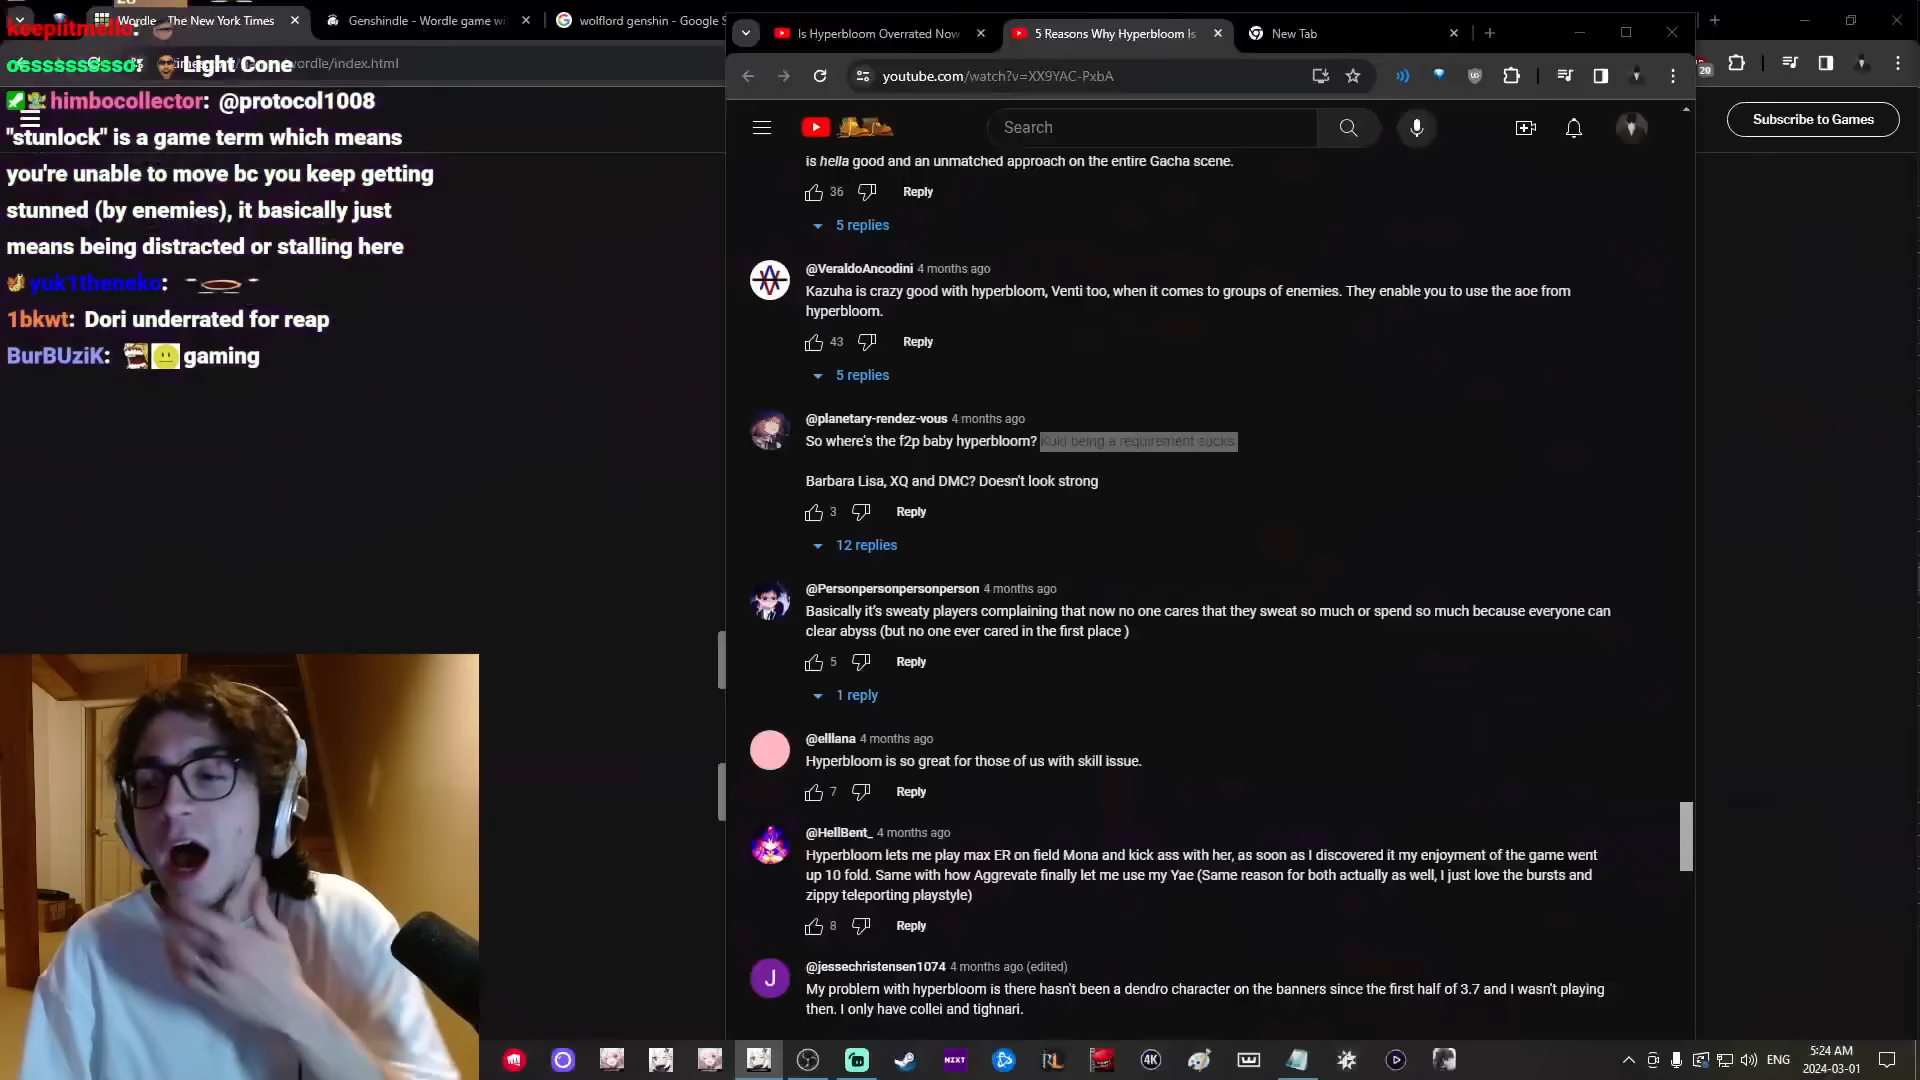 Wordle — The New York Times
Genshindle - Wordle game wi
wolflord genshin - Google S
Is Hyperbloom Overrated Now
5 Reasons Why Hyperbloom Is
New Tab
keepiitmello:
ossssssesso: Light Cone
ordle/index.html
youtube.com/watch?v=XX9YAC-PxbA
20
himbocollector: @protocol1008
"stunlock" is a game term which means
you're unable to move bc you keep getting
stunned (by enemies), it basically just
means being distracted or stalling here
yuk1theneko:
1bkwt: Dori underrated for reap
BurBUziK: gaming
Search
Subscribe to Games
is hella good and an unmatched approach on the entire Gacha scene.
36 Reply
5 replies
@VeraldoAncodini 4 months ago
Kazuha is crazy good with hyperbloom, Venti too, when it comes to groups of enemies. They enable you to use the aoe from
hyperbloom.
43 Reply
5 replies
@planetary-rendez-vous 4 months ago
So where's the f2p baby hyperbloom? Kuki being a requirement sucks.
Barbara Lisa, XQ and DMC? Doesn't look strong
3 Reply
12 replies
@Personpersonpersonperson 4 months ago
Basically it's sweaty players complaining that now no one cares that they sweat so much or spend so much because everyone can
clear abyss (but no one ever cared in the first place )
5 Reply
1 reply
@elllana 4 months ago
Hyperbloom is so great for those of us with skill issue.
7 Reply
@HellBent_ 4 months ago
Hyperbloom lets me play max ER on field Mona and kick ass with her, as soon as I discovered it my enjoyment of the game went
up 10 fold. Same with how Aggrevate finally let me use my Yae (Same reason for both actually as well, I just love the bursts and
zippy teleporting playstyle)
8 Reply
J
@jessechristensen1074 4 months ago (edited)
My problem with hyperbloom is there hasn't been a dendro character on the banners since the first half of 3.7 and I wasn't playing
then. I only have collei and tighnari.
NZXT
4K
ENG
5:24 AM
2024-03-01